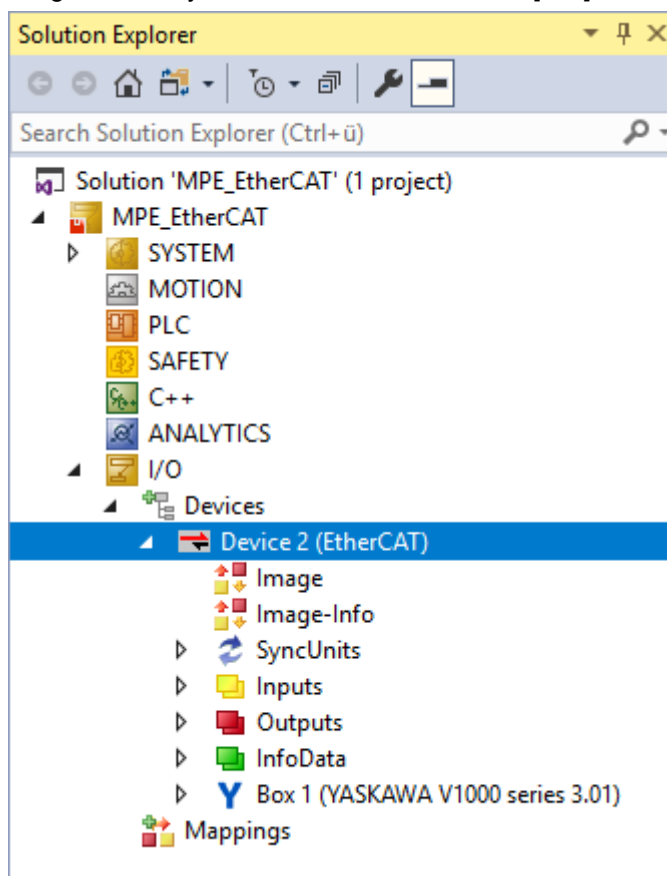 Solution Explorer
Search Solution Explorer (Ctrl+ü)
Solution 'MPE_EtherCAT' (1 project)
MPE_EtherCAT
SYSTEM
MOTION
PLC
SAFETY
C++
ANALYTICS
I/O
Devices
Device 2 (EtherCAT)
Image
Image-Info
SyncUnits
Inputs
Outputs
InfoData
Box 1 (YASKAWA V1000 series 3.01)
Mappings